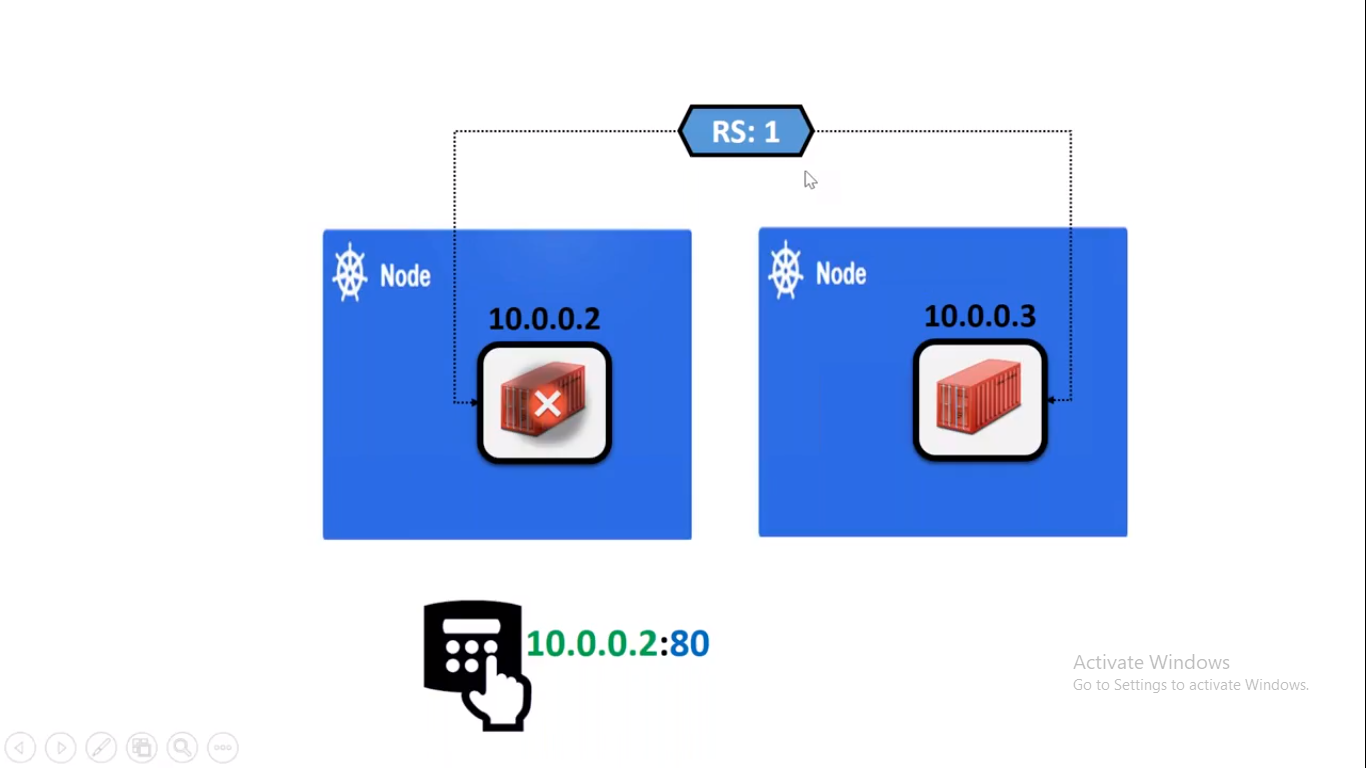 RS: 1
Node
Node
10.0.0.2
10.0.0.3
10.0.0.2:80
Activate Windows
Go to Settings to activate Windows.